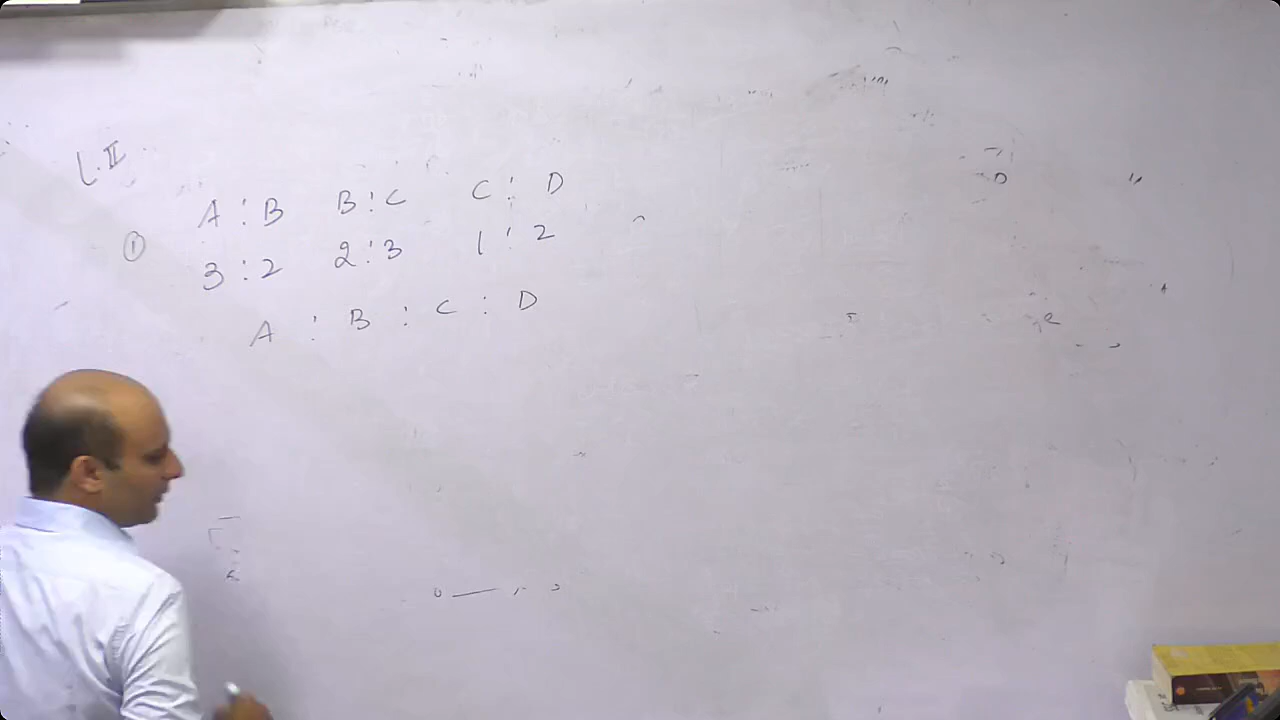 L.II
A : B B : C C : D
① 3 : 2 2 : 3 1 : 2
A : B : C : D